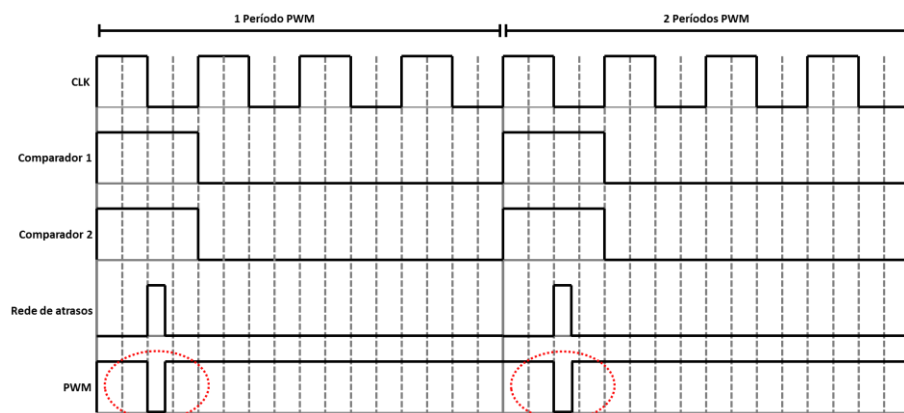 1 Período PWM
2 Períodos PWM
CLK
Comparador 1
Comparador 2
Rede de atrasos
PWM